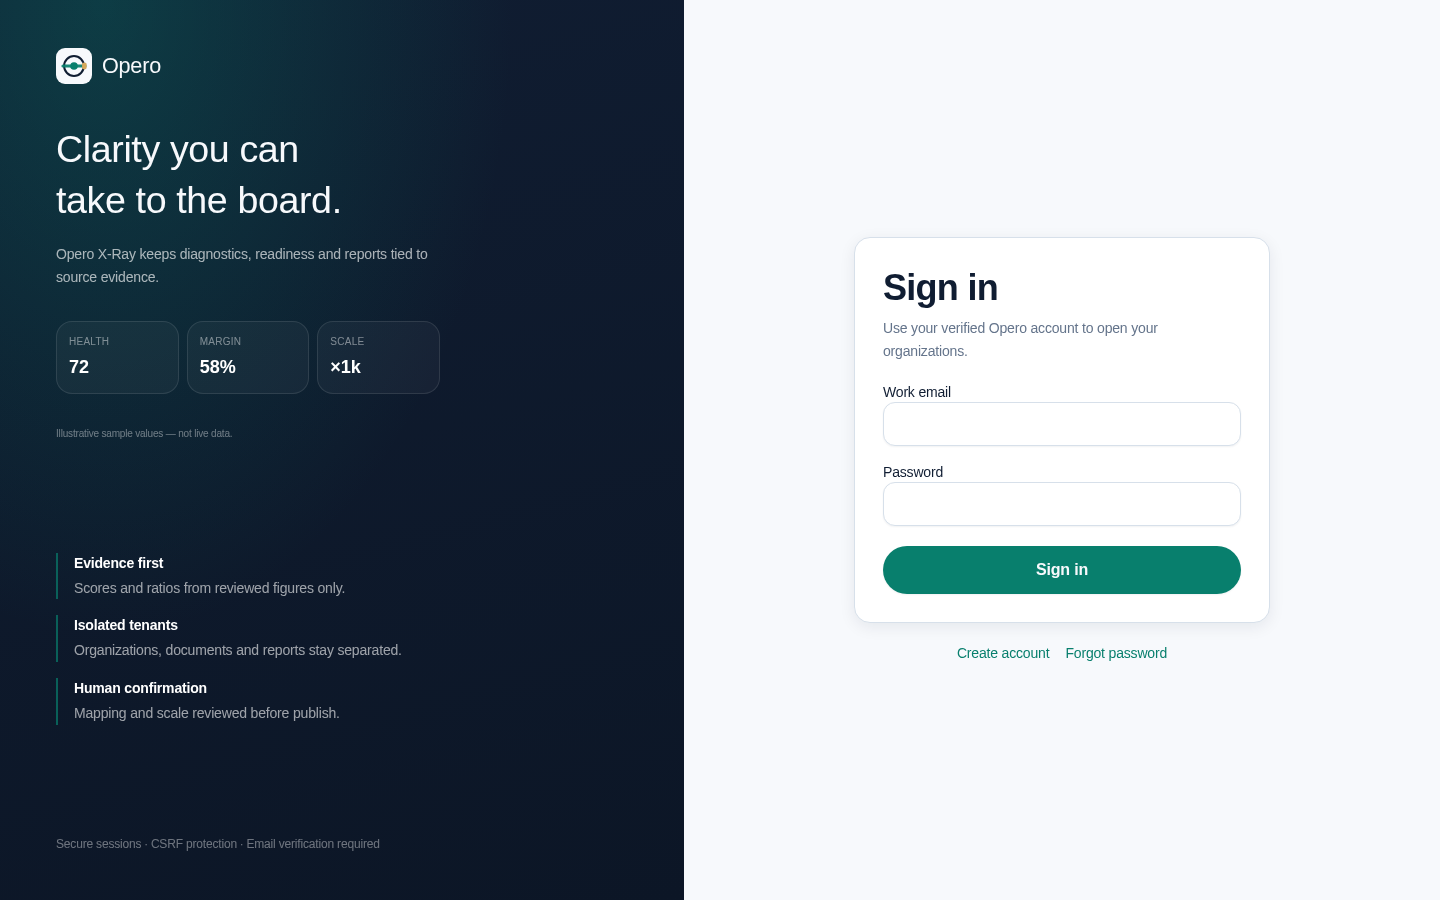 Opero
Clarity you can
take to the board.
Opero X-Ray keeps diagnostics, readiness and reports tied to
source evidence.
HEALTH
72
MARGIN
58%
SCALE
×1k
Illustrative sample values — not live data.
Evidence first
Scores and ratios from reviewed figures only.
Isolated tenants
Organizations, documents and reports stay separated.
Human confirmation
Mapping and scale reviewed before publish.
Secure sessions · CSRF protection · Email verification required
Sign in
Use your verified Opero account to open your
organizations.
Work email
Password
Sign in
Create account Forgot password